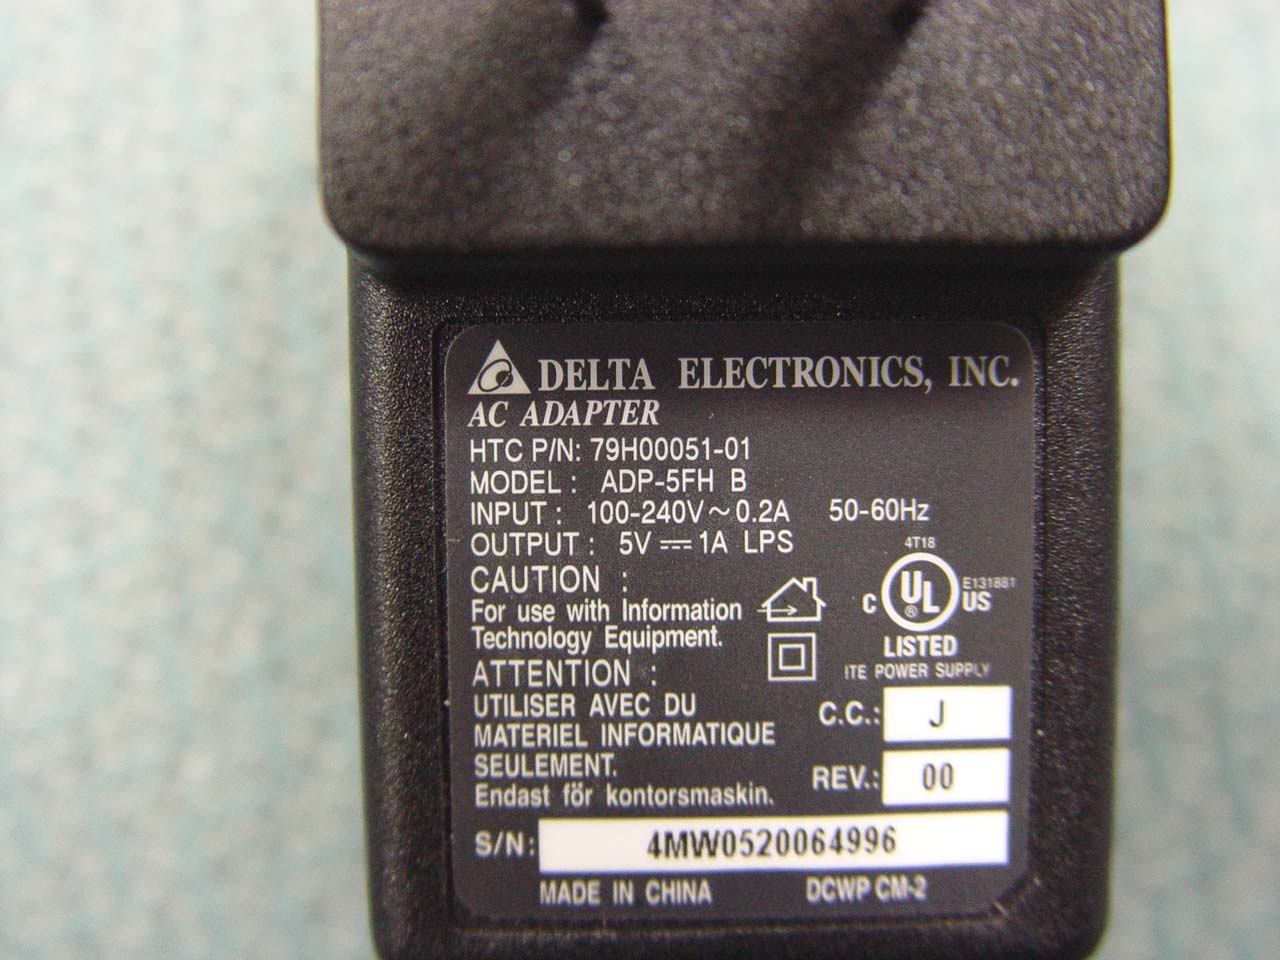 DELTA ELECTRONICS, INC.
AC ADAPTER
HTC P/N: 79H00051-01
MODEL : ADP-5FH B
INPUT : 100-240V ~ 0.2A 50-60Hz
OUTPUT : 5V ⎓ 1A LPS
4T18
CAUTION :
For use with Information
Technology Equipment.
C UL ® US E131881
LISTED
ITE POWER SUPPLY
ATTENTION :
UTILISER AVEC DU
MATERIEL INFORMATIQUE
SEULEMENT.
Endast för kontorsmaskin.
C.C.: J
REV.: 00
S/N: 4MW0520064996
MADE IN CHINA DCWP CM-2